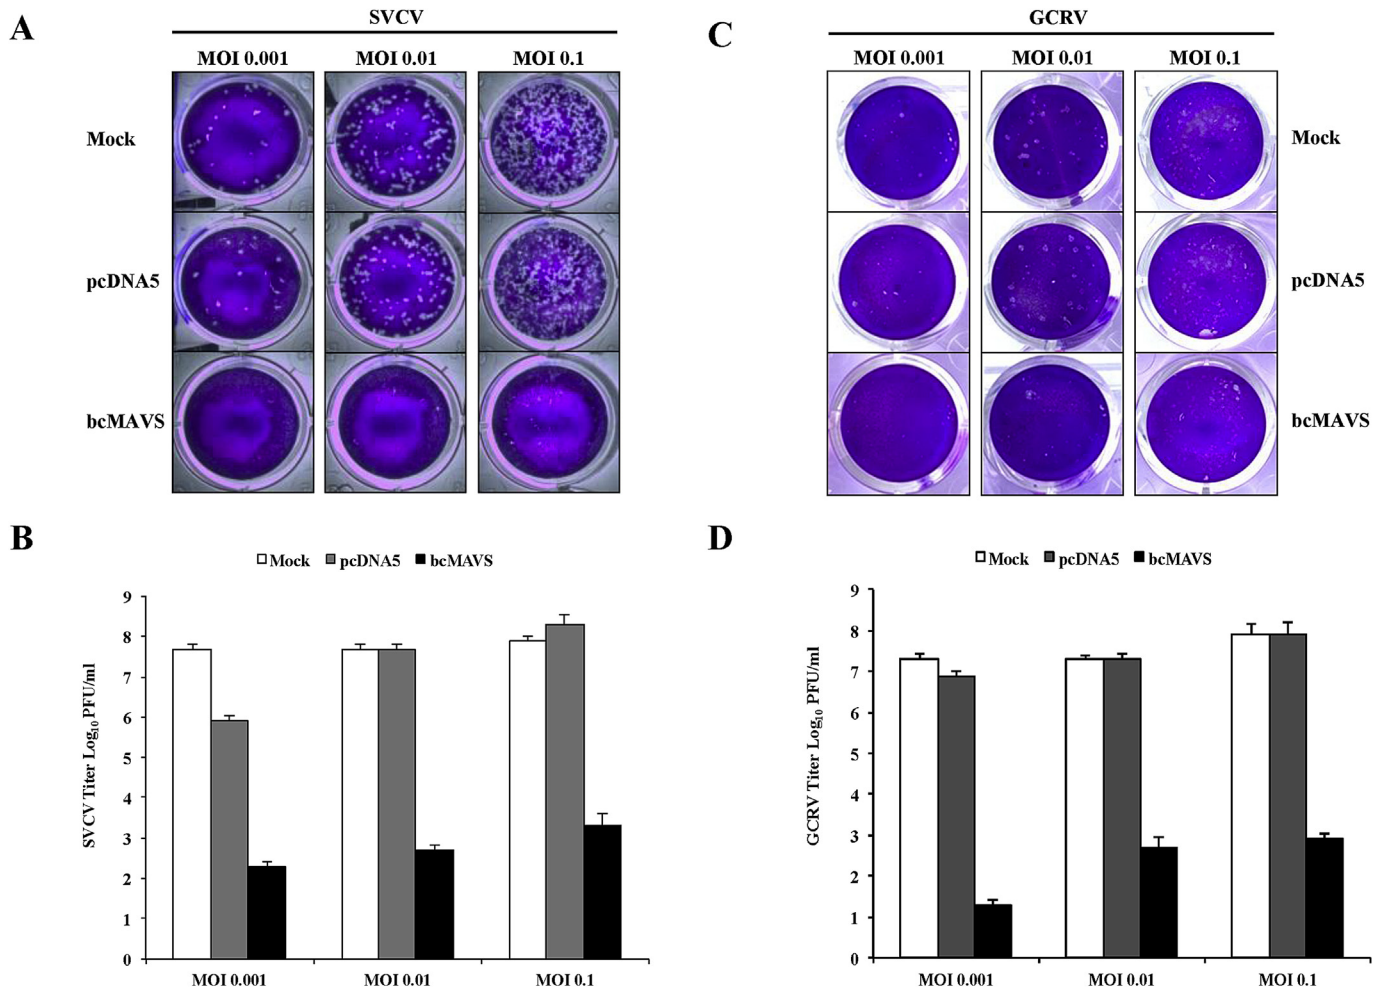 A
SVCV
MOI 0.001 MOI 0.01 MOI 0.1
Mock
pcDNA5
bcMAVS
C
GCRV
MOI 0.001 MOI 0.01 MOI 0.1
Mock
pcDNA5
bcMAVS
B
Mock pcDNA5 bcMAVS
SVCV Titer Log10 PFU/ml
9
8
7
6
5
4
3
2
1
0
MOI 0.001 MOI 0.01 MOI 0.1
D
Mock pcDNA5 bcMAVS
GCRV Titer Log10 PFU/ml
9
8
7
6
5
4
3
2
1
0
MOI 0.001 MOI 0.01 MOI 0.1